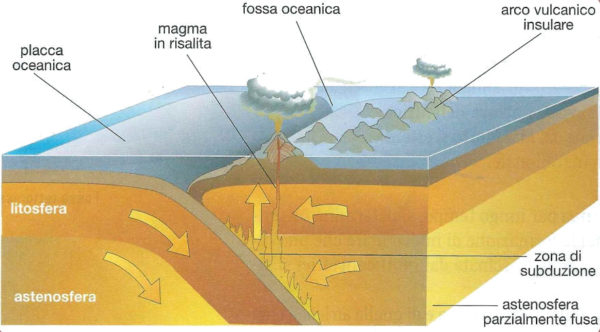 fossa oceanica
arco vulcanico
insulare
magma
in risalita
placca
oceanica
litosfera
astenosfera
zona di
subduzione
astenosfera
parzialmente fusa